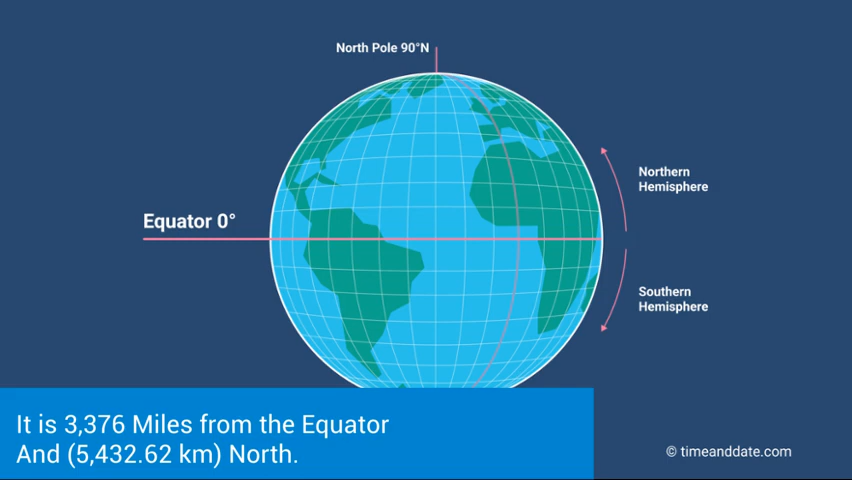 North Pole 90°N
Equator 0°
Northern
Hemisphere
Southern
Hemisphere
It is 3,376 Miles from the Equator
And (5,432.62 km) North.
© timeanddate.com